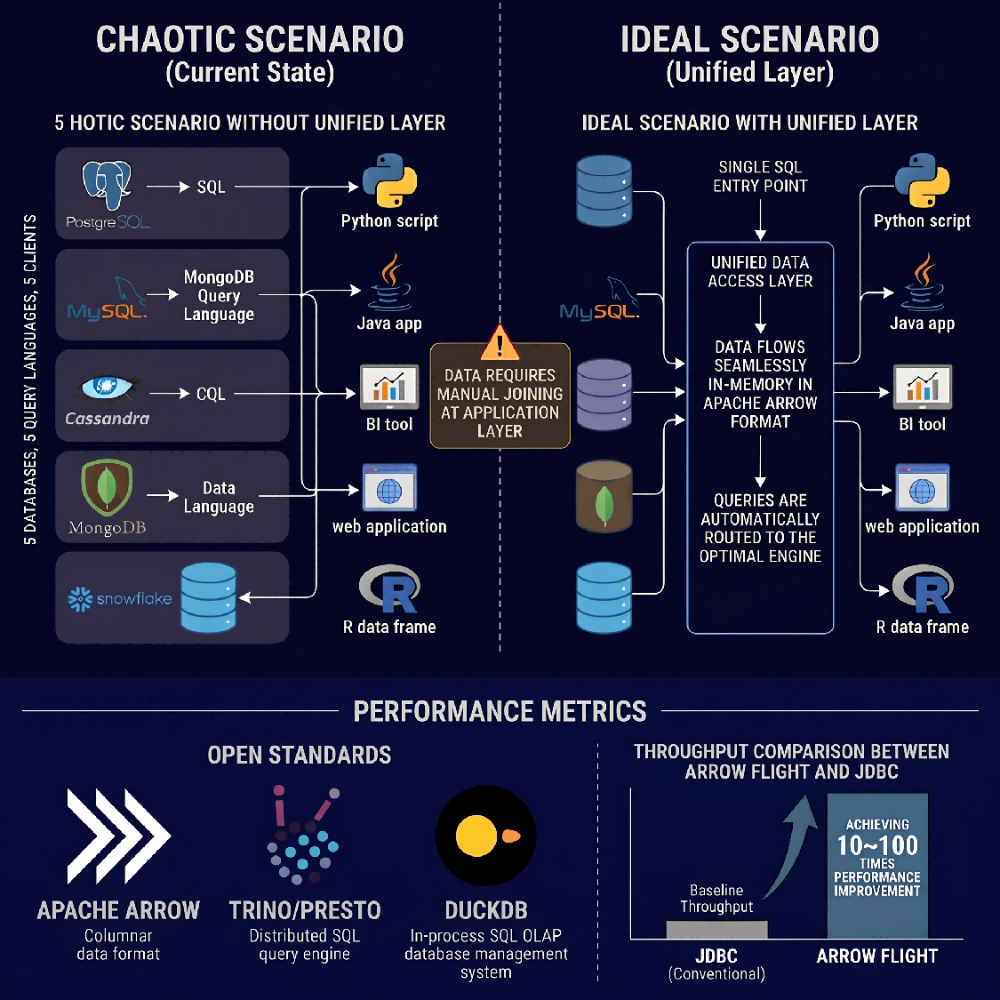 CHAOTIC SCENARIO
(Current State)
5 HOTIC SCENARIO WITHOUT UNIFIED LAYER
5 DATABASES, 5 QUERY LANGUAGES, 5 CLIENTS
PostgreSQL
SQL
Python script
MySQL.
MongoDB
Query
Language
Java app
Cassandra
CQL
BI tool
MongoDB
Data
Language
web application
snowflake
R data frame
DATA REQUIRES
MANUAL JOINING
AT APPLICATION
LAYER
IDEAL SCENARIO
(Unified Layer)
IDEAL SCENARIO WITH UNIFIED LAYER
MySQL.
SINGLE SQL
ENTRY POINT
UNIFIED DATA
ACCESS LAYER
DATA FLOWS
SEAMLESSLY
IN-MEMORY IN
APACHE ARROW
FORMAT
QUERIES ARE
AUTOMATICALLY
ROUTED TO THE
OPTIMAL ENGINE
Python script
Java app
BI tool
web application
R data frame
PERFORMANCE METRICS
OPEN STANDARDS
APACHE ARROW
Columnar
data format
TRINO/PRESTO
Distributed SQL
query engine
DUCKDB
In-process SQL OLAP
database management
system
THROUGHPUT COMPARISON BETWEEN
ARROW FLIGHT AND JDBC
Baseline
Throughput
ACHIEVING
10~100
TIMES
PERFORMANCE
IMPROVEMENT
JDBC
(Conventional)
ARROW FLIGHT